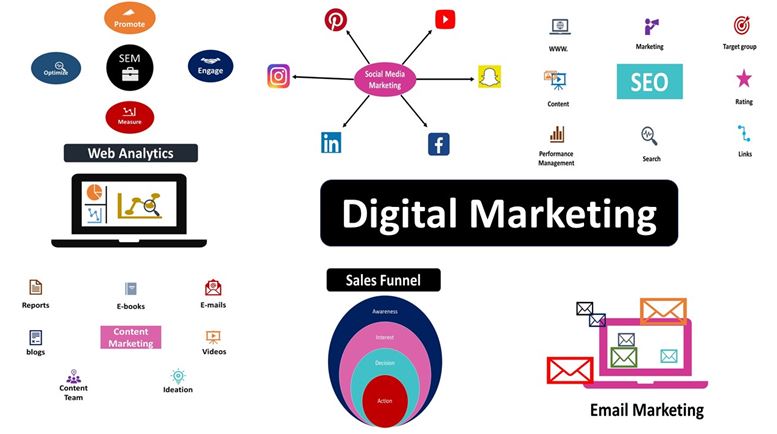 Promote
SEM
Optimize
Engage
Measure
Social Media
Marketing
in
f
WWW.
Marketing
Target group
SEO
Content
Rating
Performance
Management
Search
Links
Web Analytics
Digital Marketing
Reports
E-books
E-mails
Content
Marketing
blogs
Videos
Content
Team
Ideation
Sales Funnel
Awareness
Interest
Decision
Action
Email Marketing